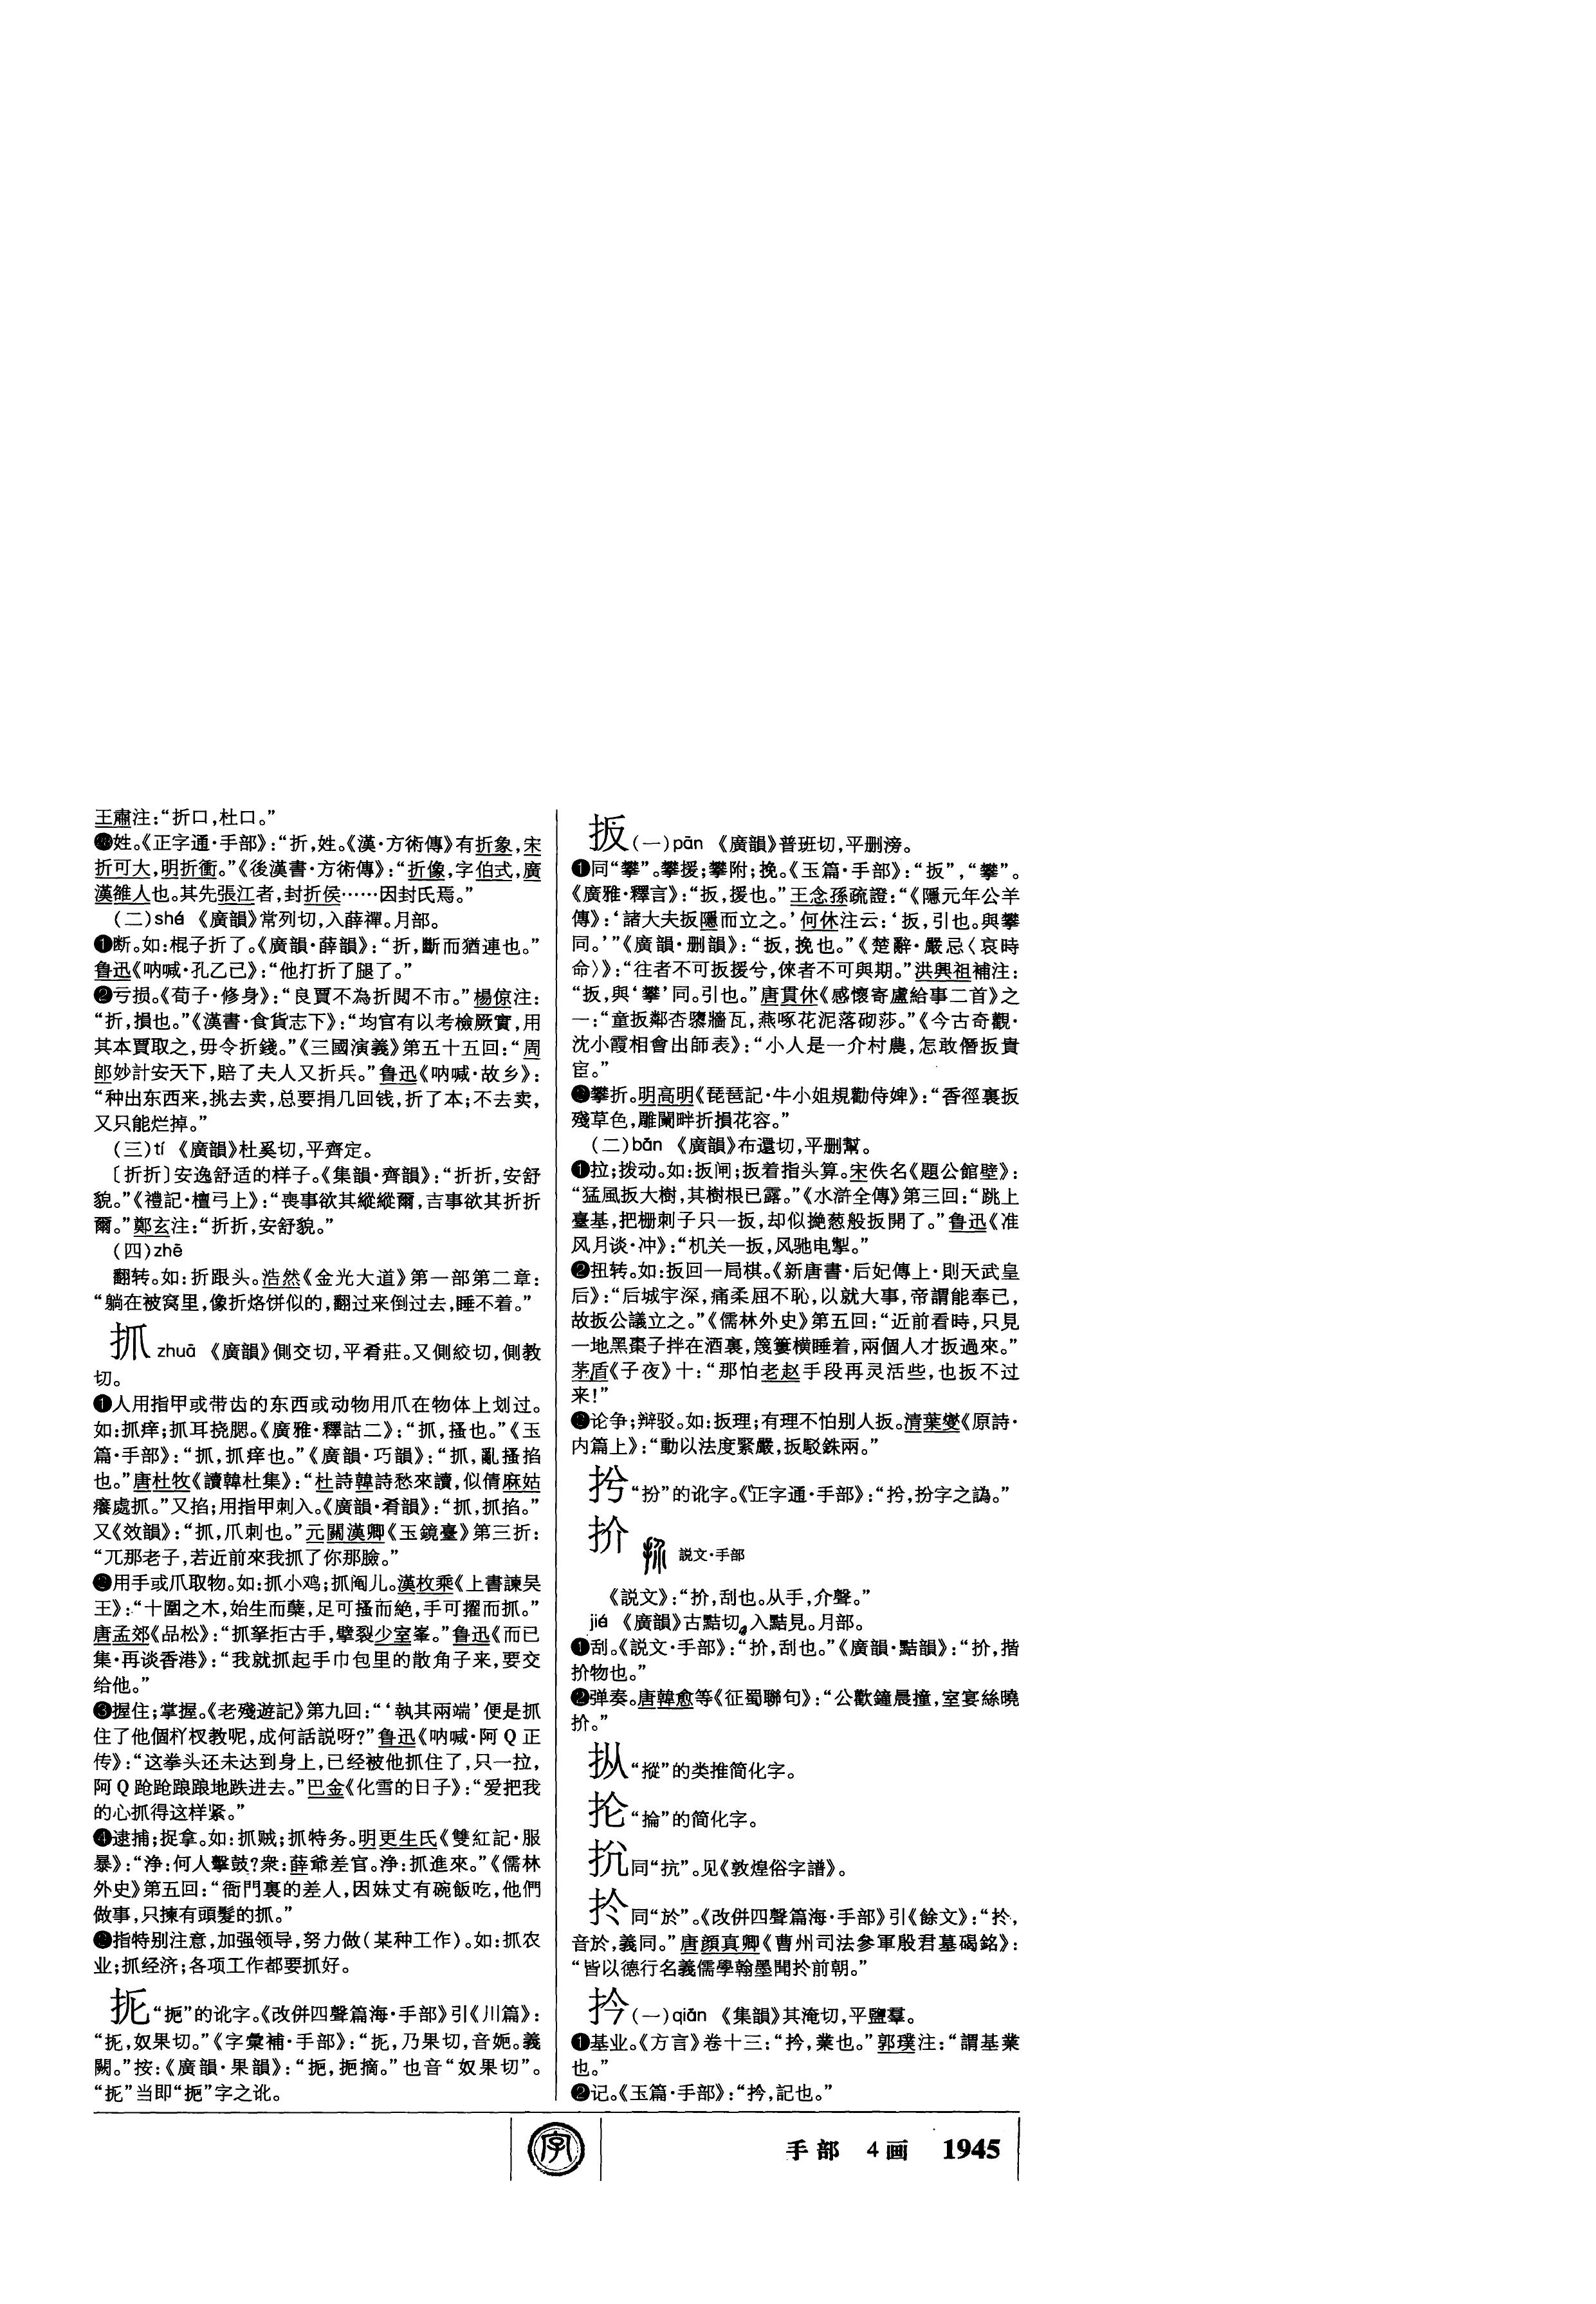 王肅注：“折口，杜口。”
姓。《正字通·手部》：“折，姓。《漢·方術傳》有折象，宋
折可大，明折衝。”《後漢書·方術傳》：“折像，字伯式，廣
漢雒人也。其先張江者，封折侯……因封氏焉。”
（二）shé 《廣韻》常列切，入薛禪。月部。
❶断。如：棍子折了。《廣韻·薛韻》：“折，斷而猶連也。”
鲁迅《呐喊·孔乙己》：“他打折了腿了。”
❷亏损。《荀子·修身》：“良賈不為折閲不市。”楊倞注：
“折，損也。”《漢書·食貨志下》：“均官有以考檢厥實，用
其本賈取之，毋令折錢。”《三國演義》第五十五回：“周
郎妙計安天下，賠了夫人又折兵。”鲁迅《呐喊·故乡》：
“种出东西来，挑去卖，总要捐几回钱，折了本；不去卖，
又只能烂掉。”
（三）tí 《廣韻》杜奚切，平齊定。
〔折折〕安逸舒适的样子。《集韻·齊韻》：“折折，安舒
貌。”《禮記·檀弓上》：“喪事欲其縱縱爾，吉事欲其折折
爾。”鄭玄注：“折折，安舒貌。”
（四）zhē
翻转。如：折跟头。浩然《金光大道》第一部第二章：
“躺在被窝里，像折烙饼似的，翻过来倒过去，睡不着。”
抓 zhuā 《廣韻》側交切，平肴莊。又側絞切，側教
切。
❶人用指甲或带齿的东西或动物用爪在物体上划过。
如：抓痒；抓耳挠腮。《廣雅·釋詁二》：“抓，搔也。”《玉
篇·手部》：“抓，抓痒也。”《廣韻·巧韻》：“抓，亂搔掐
也。”唐杜牧《讀韓杜集》：“杜詩韓詩愁來讀，似倩麻姑
癢處抓。”又掐；用指甲刺入。《廣韻·肴韻》：“抓，抓掐。”
又《效韻》：“抓，爪刺也。”元關漢卿《玉鏡臺》第三折：
“兀那老子，若近前來我抓了你那臉。”
❷用手或爪取物。如：抓小鸡；抓阄儿。漢枚乘《上書諫吴
王》：“十圍之木，始生而蘖，足可搔而絶，手可擢而抓。”
唐孟郊《品松》：“抓拏拒古手，擘裂少室峯。”鲁迅《而已
集·再谈香港》：“我就抓起手巾包里的散角子来，要交
给他。”
❸握住；掌握。《老殘遊記》第九回：“‘執其兩端’便是抓
住了他個杈教呢，成何話説呀？”鲁迅《呐喊·阿Q正
传》：“这拳头还未达到身上，已经被他抓住了，只一拉，
阿Q跄跄踉踉地跌进去。”巴金《化雪的日子》：“爱把我
的心抓得这样紧。”
❹逮捕；捉拿。如：抓贼；抓特务。明更生氏《雙紅記·服
暴》：“净：何人擊鼓？衆：薛爺差官。净：抓進來。”《儒林
外史》第五回：“衙門裏的差人，因妹丈有碗飯吃，他們
做事，只揀有頭髮的抓。”
❺指特别注意，加强领导，努力做（某种工作）。如：抓农
业；抓经济；各项工作都要抓好。
扼“扼”的讹字。《改併四聲篇海·手部》引《川篇》：
“，奴果切。”《字彙補·手部》：“，乃果切，音妮。義
闕。”按：《廣韻·果韻》：“，摘。”也音“奴果切”。
“”当即“”字之讹。
扳（一）pān 《廣韻》普班切，平删滂。
❶同“攀”。攀援；攀附；挽。《玉篇·手部》：“扳”，“攀”。
《廣雅·釋言》：“扳，援也。”王念孫疏證：“《隱元年公羊
傳》：‘諸大夫扳隱而立之。’何休注云：‘扳，引也。與攀
同。’”《廣韻·删韻》：“扳，挽也。”《楚辭·嚴忌〈哀時
命〉》：“往者不可扳援兮，倈者不可與期。”洪興祖補注：
“扳，與‘攀’同。引也。”唐貫休《感懷寄盧給事二首》之
一：“童扳鄰杏隳牆瓦，燕啄花泥落砌莎。”《今古奇觀·
沈小霞相會出師表》：“小人是一介村農，怎敢僭扳貴
宦。”
❷攀折。明高明《琵琶記·牛小姐規勸侍婢》：“香徑裏扳
殘草色，雕闌畔折損花容。”
（二）bān 《廣韻》布還切，平删幫。
❶拉；拨动。如：扳闸；扳着指头算。宋佚名《題公館壁》：
“猛風扳大樹，其樹根已露。”《水滸全傳》第三回：“跳上
臺基，把栅刺子只一扳，却似撧葱般扳開了。”鲁迅《准
风月谈·冲》：“机关一扳，风驰电掣。”
❷扭转。如：扳回一局棋。《新唐書·后妃傳上·則天武皇
后》：“后城宇深，痛柔屈不恥，以就大事，帝謂能奉已，
故扳公議立之。”《儒林外史》第五回：“近前看時，只見
一地黑棗子拌在酒裏，篾簍横睡着，兩個人才扳過來。”
茅盾《子夜》十：“那怕老赵手段再灵活些，也扳不过
来！”
❸论争；辩驳。如：扳理；有理不怕别人扳。清葉燮《原詩·
内篇上》：“動以法度緊嚴，扳駁銖兩。”
“扮”的讹字。《正字通·手部》：“，扮字之譌。”
扴 説文·手部
《説文》：“扴，刮也。从手，介聲。”
jié 《廣韻》古黠切，入黠見。月部。
❶刮。《説文·手部》：“扴，刮也。”《廣韻·黠韻》：“扴，揩
扴物也。”
❷弹奏。唐韓愈等《征蜀聯句》：“公歡鐘晨撞，室宴絲曉
扴。”
𪭢“摐”的类推简化字。
抡“掄”的简化字。
同“抗”。见《敦煌俗字譜》。
扵同“於”。《改併四聲篇海·手部》引《餘文》：“扵，
音於，義同。”唐顔真卿《曹州司法參軍殷君墓碣銘》：
“皆以德行名義儒學翰墨聞扵前朝。”
扲（一）qián 《集韻》其淹切，平鹽羣。
❶基业。《方言》卷十三：“扲，業也。”郭璞注：“謂基業
也。”
❷记。《玉篇·手部》：“扲，記也。”
字
手部 4画 1945